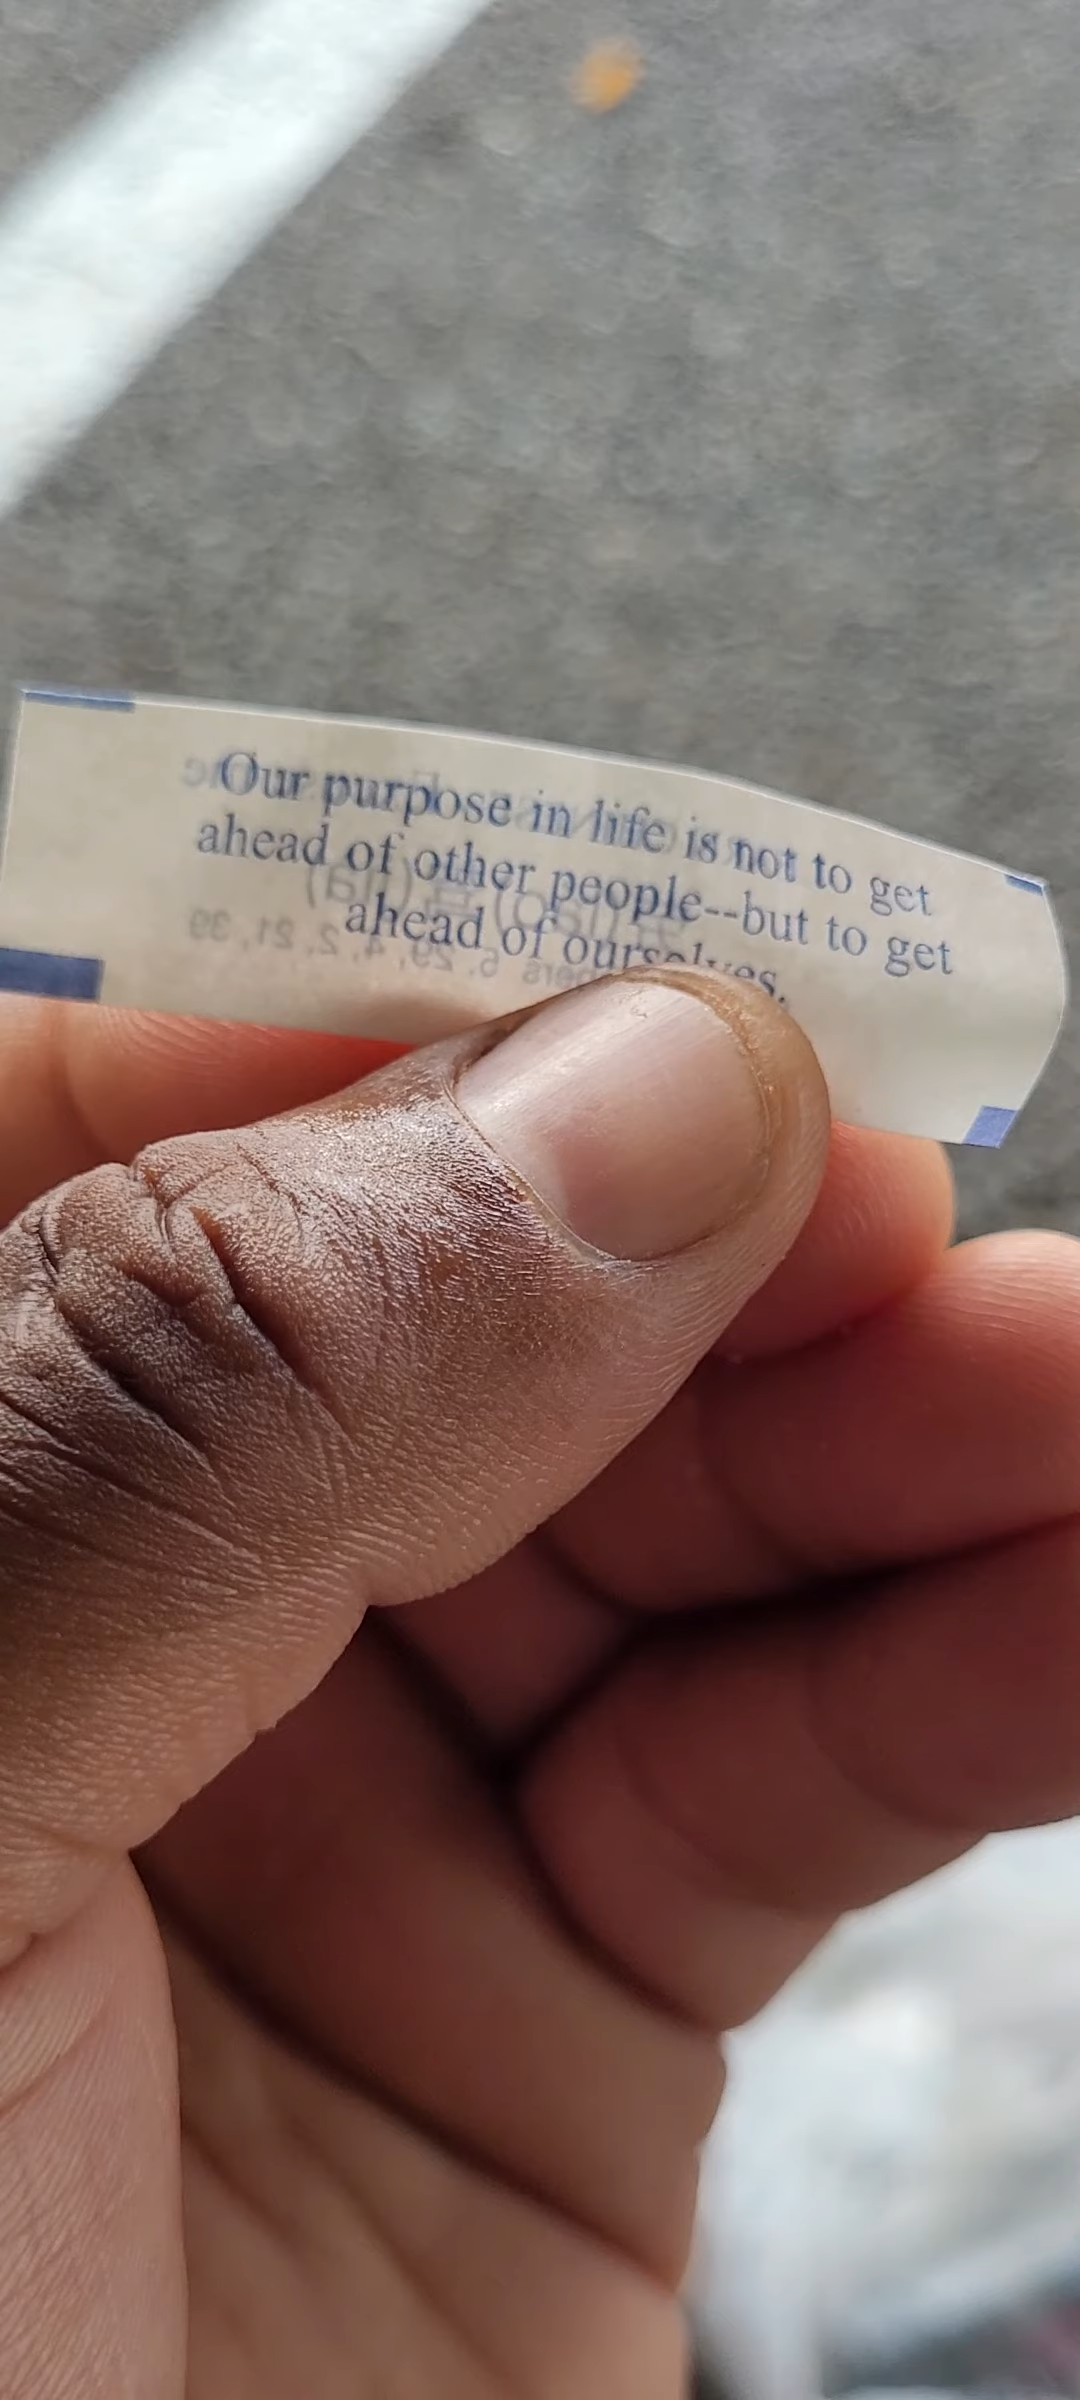 Our purpose in life is not to get
ahead of other people--but to get
ahead of ourselves.